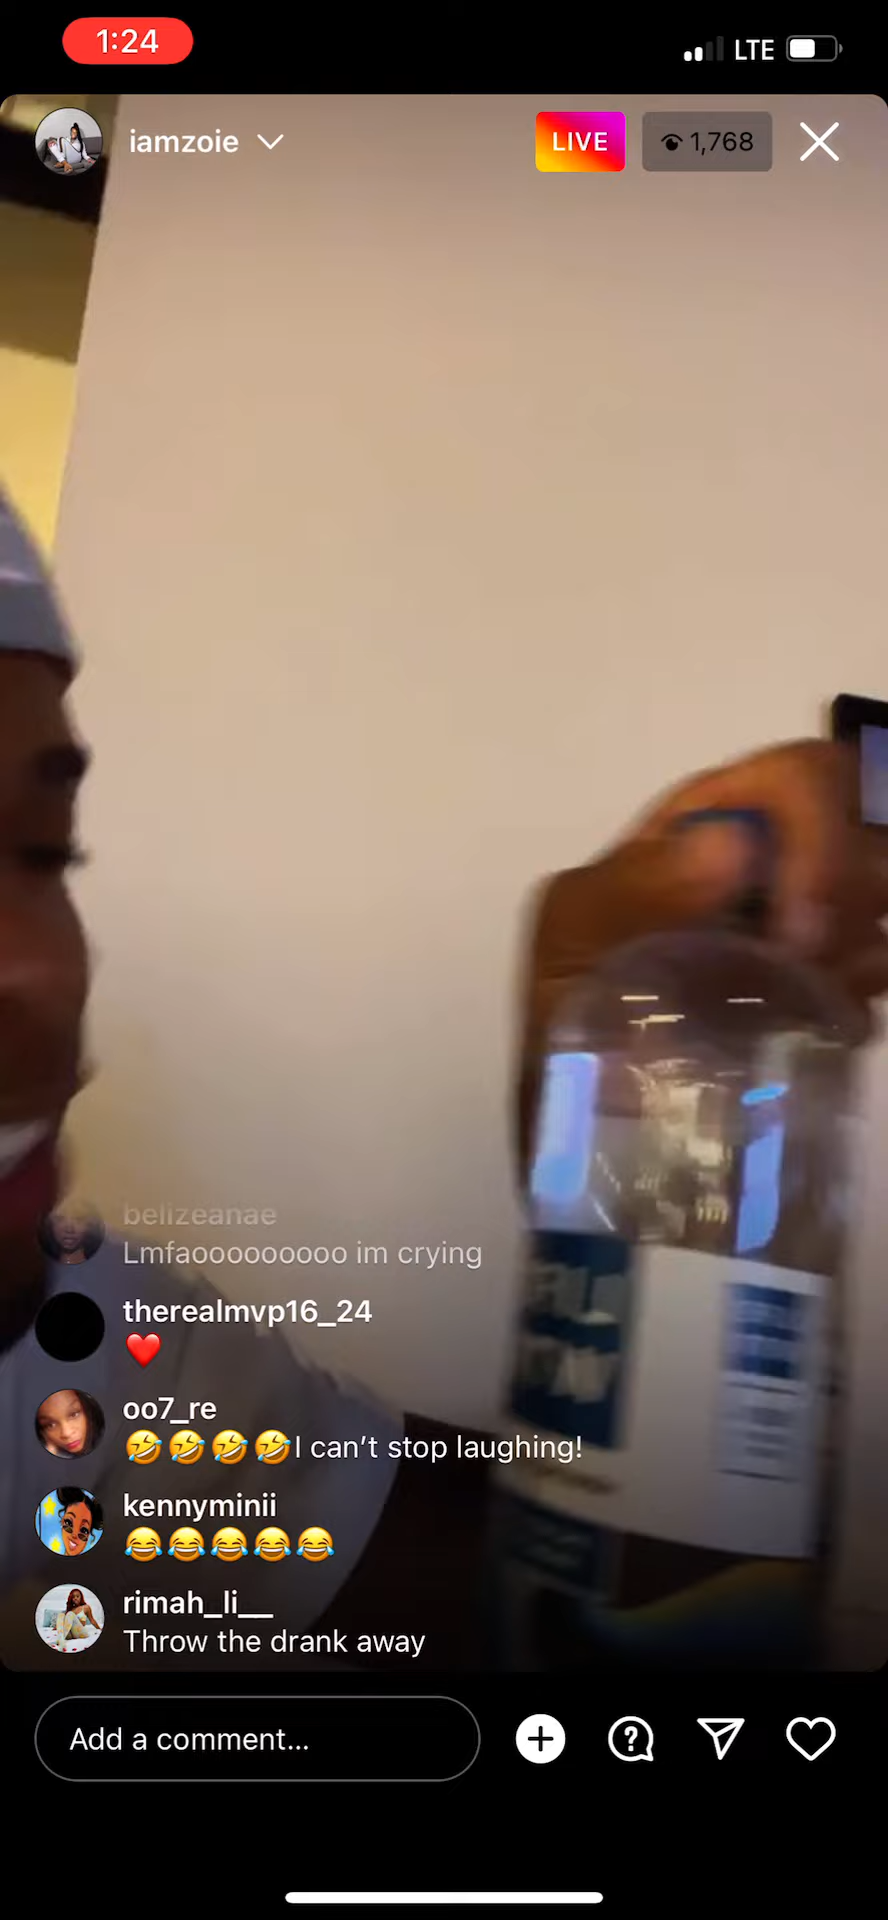 1:24
LTE
iamzoie
LIVE
1,768
belizeanae
Lmfaooooooooo im crying
therealmvp16_24
❤️
oo7_re
🤣🤣🤣🤣I can't stop laughing!
kennyminii
😂😂😂😂😂
rimah_li__
Throw the drank away
Add a comment...